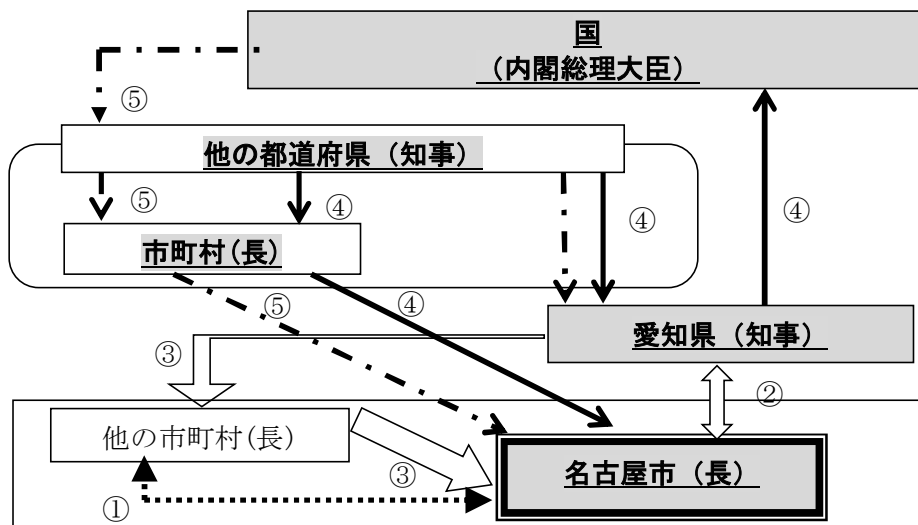 国
（内閣総理大臣）
⑤
他の都道府県（知事）
⑤
④
④
④
市町村(長)
⑤
④
愛知県（知事）
③
②
他の市町村(長)
③
名古屋市（長）
①